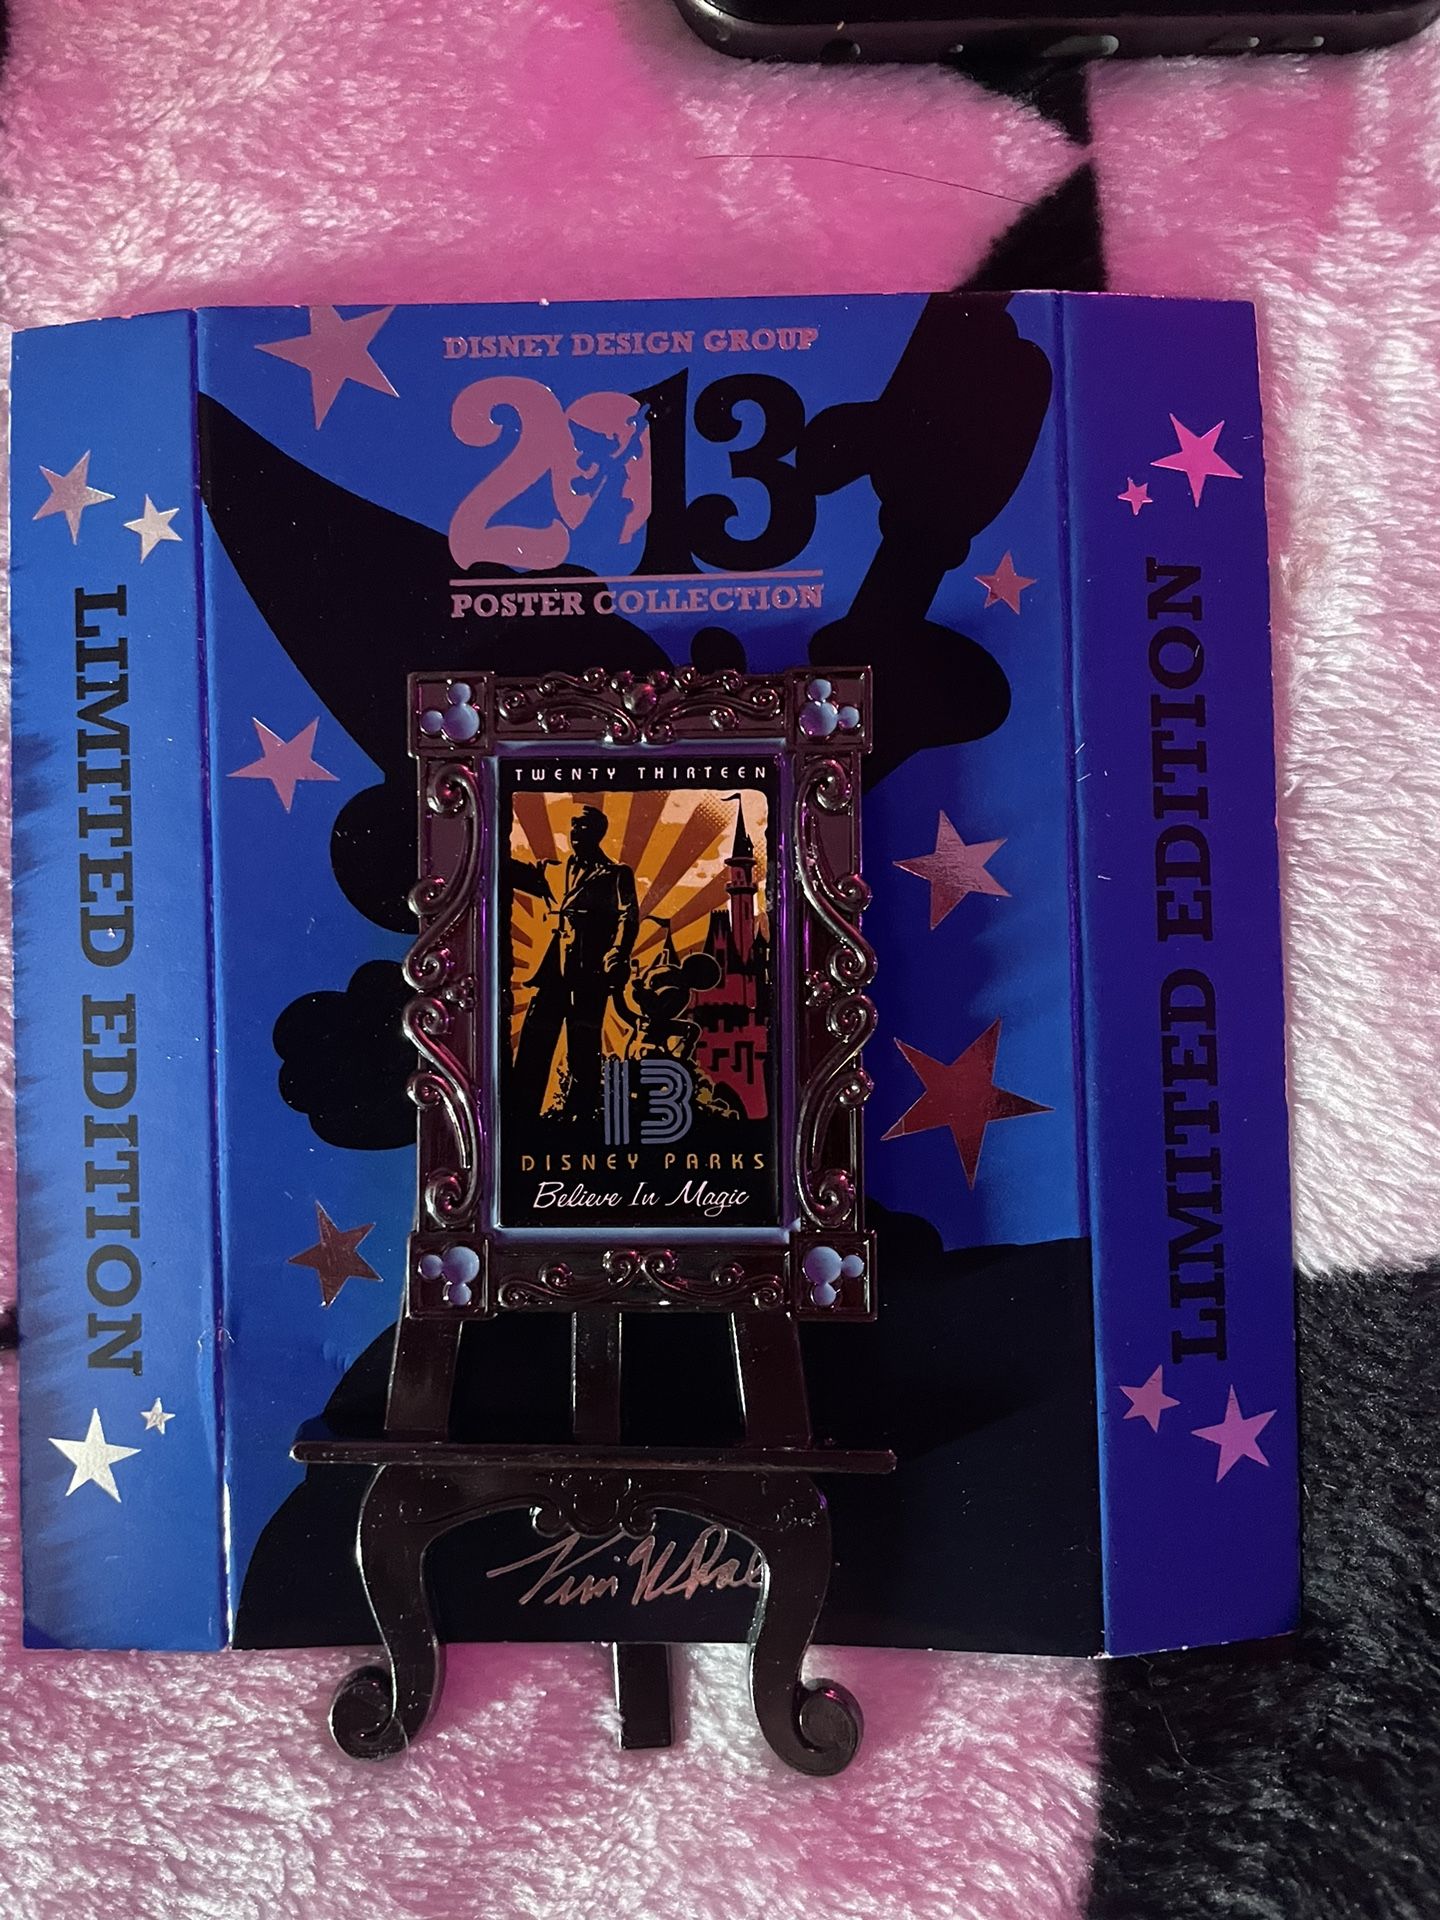 DISNEY DESIGN GROUP
2013
POSTER COLLECTION
LIMITED EDITION
LIMITED EDITION
TWENTY THIRTEEN
13
DISNEY PARKS
Believe In Magic